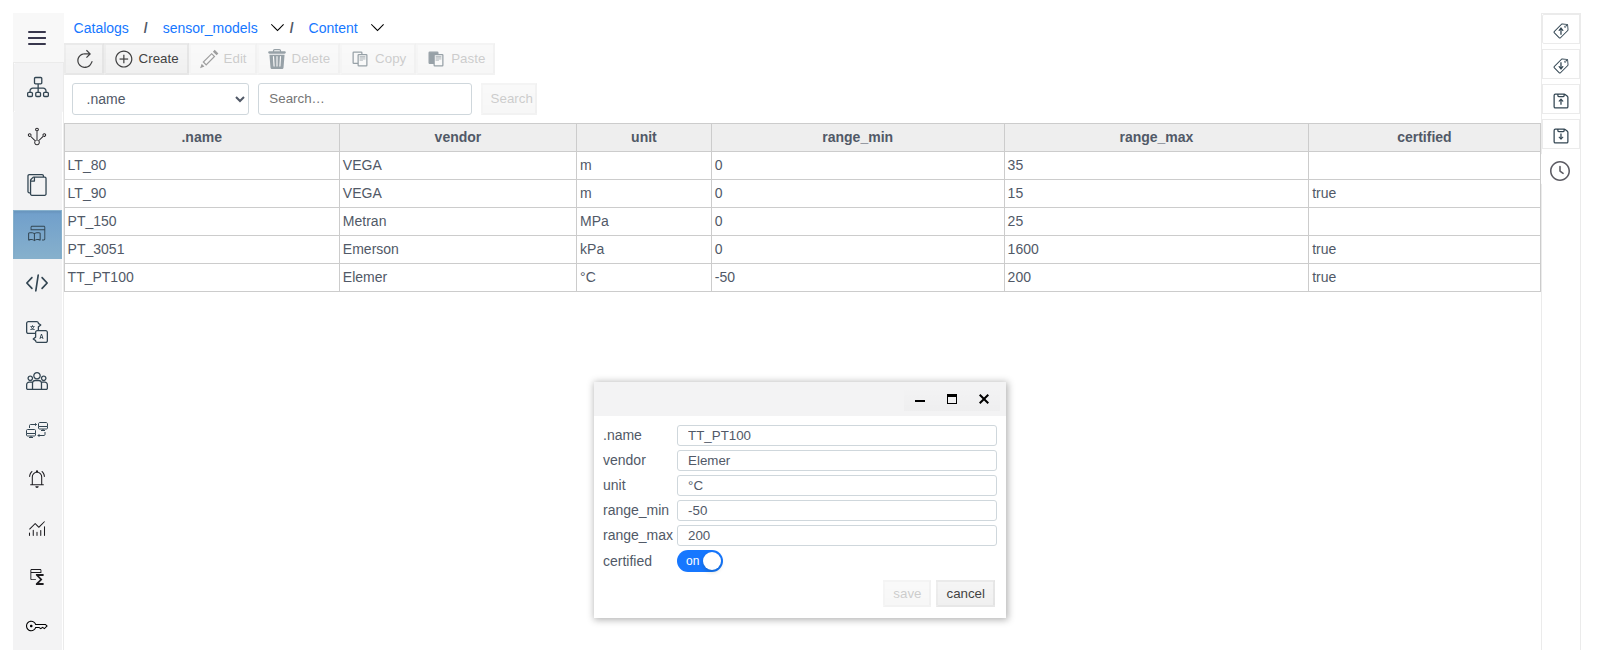 Catalogs / sensor_models / Content
Create Edit Delete Copy Paste
.name Search... Search
.name vendor unit range_min range_max certified
LT_80 VEGA m 0 35
LT_90 VEGA m 0 15 true
PT_150 Metran MPa 0 25
PT_3051 Emerson kPa 0 1600 true
TT_PT100 Elemer °C -50 200 true
.name TT_PT100
vendor Elemer
unit °C
range_min -50
range_max 200
certified on
save cancel